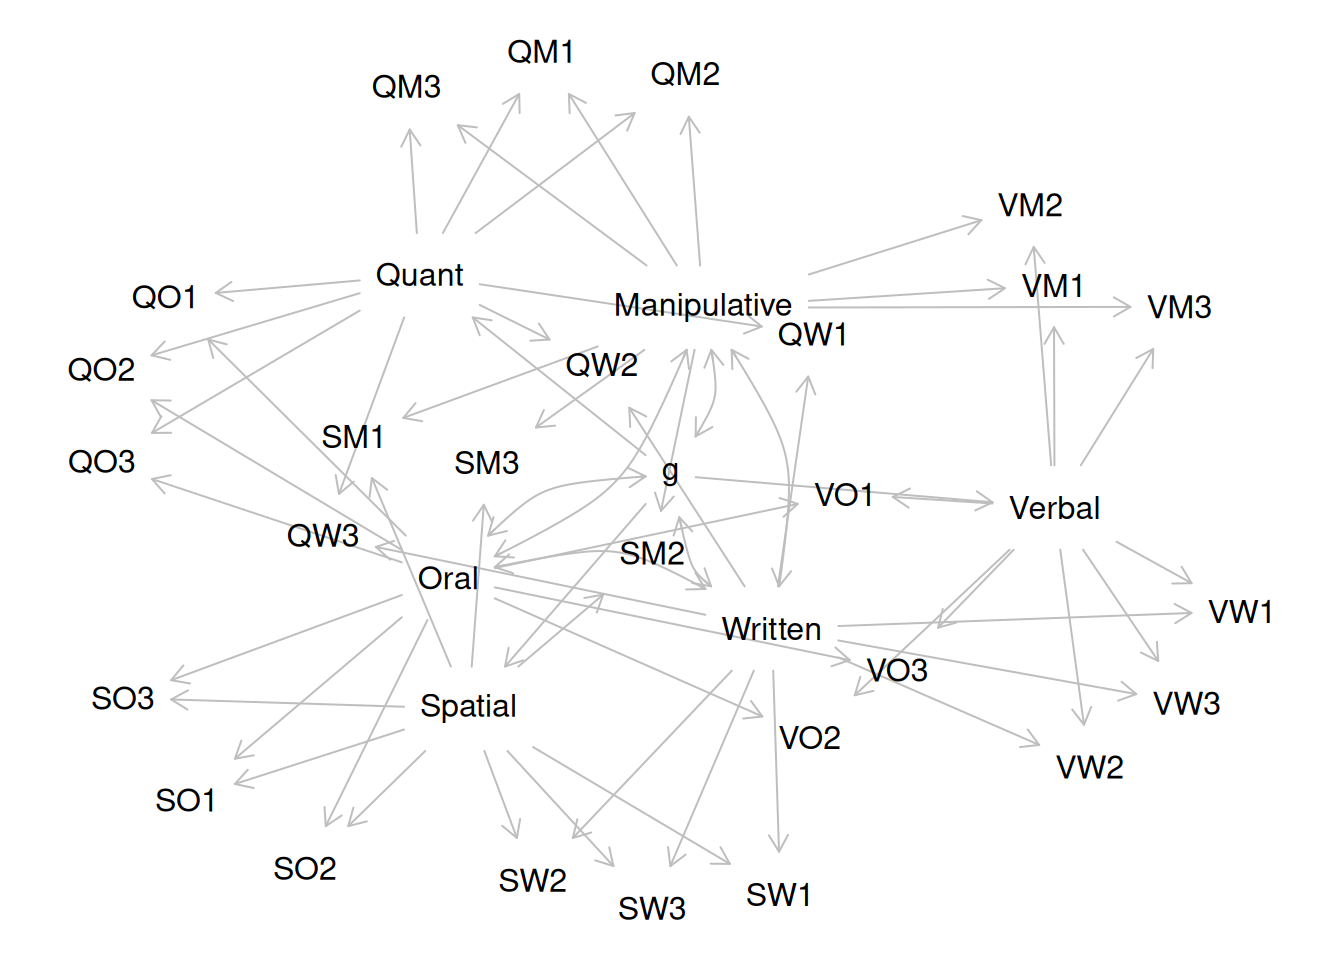 QM1
QM2
QM3
VM2
Quant
VM1
QO1
Manipulative
VM3
QW1
QW2
QO2
SM1
QO3
SM3
g
VO1
Verbal
QW3
SM2
Oral
VW1
Written
VO3
SO3
Spatial
VW3
VO2
VW2
SO1
SO2
SW2
SW1
SW3